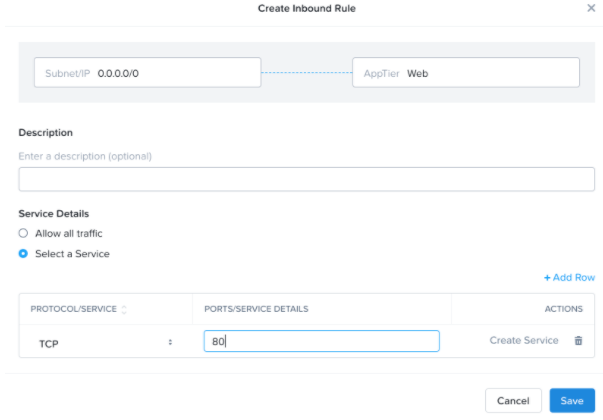 Create Inbound Rule
Subnet/IP 0.0.0.0/0 AppTier Web
Description
Enter a description (optional)
Service Details
Allow all traffic
Select a Service
+ Add Row
PROTOCOL/SERVICE PORTS/SERVICE DETAILS ACTIONS
TCP 80 Create Service
Cancel Save